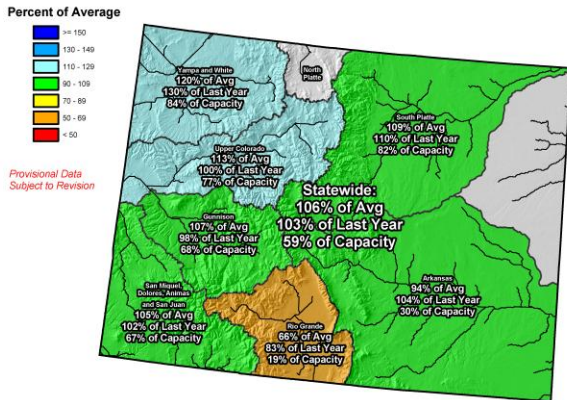 Percent of Average
>= 150
130 - 149
110 - 129
90 - 109
70 - 89
50 - 69
< 50
Provisional Data
Subject to Revision
Yampa and White
120% of Avg
130% of Last Year
84% of Capacity
North
Platte
South Platte
109% of Avg
110% of Last Year
82% of Capacity
Upper Colorado
113% of Avg
100% of Last Year
77% of Capacity
Statewide:
106% of Avg
103% of Last Year
59% of Capacity
Gunnison
107% of Avg
98% of Last Year
68% of Capacity
Arkansas
94% of Avg
104% of Last Year
30% of Capacity
San Miguel,
Dolores, Animas
and San Juan
105% of Avg
102% of Last Year
67% of Capacity
Rio Grande
66% of Avg
83% of Last Year
19% of Capacity